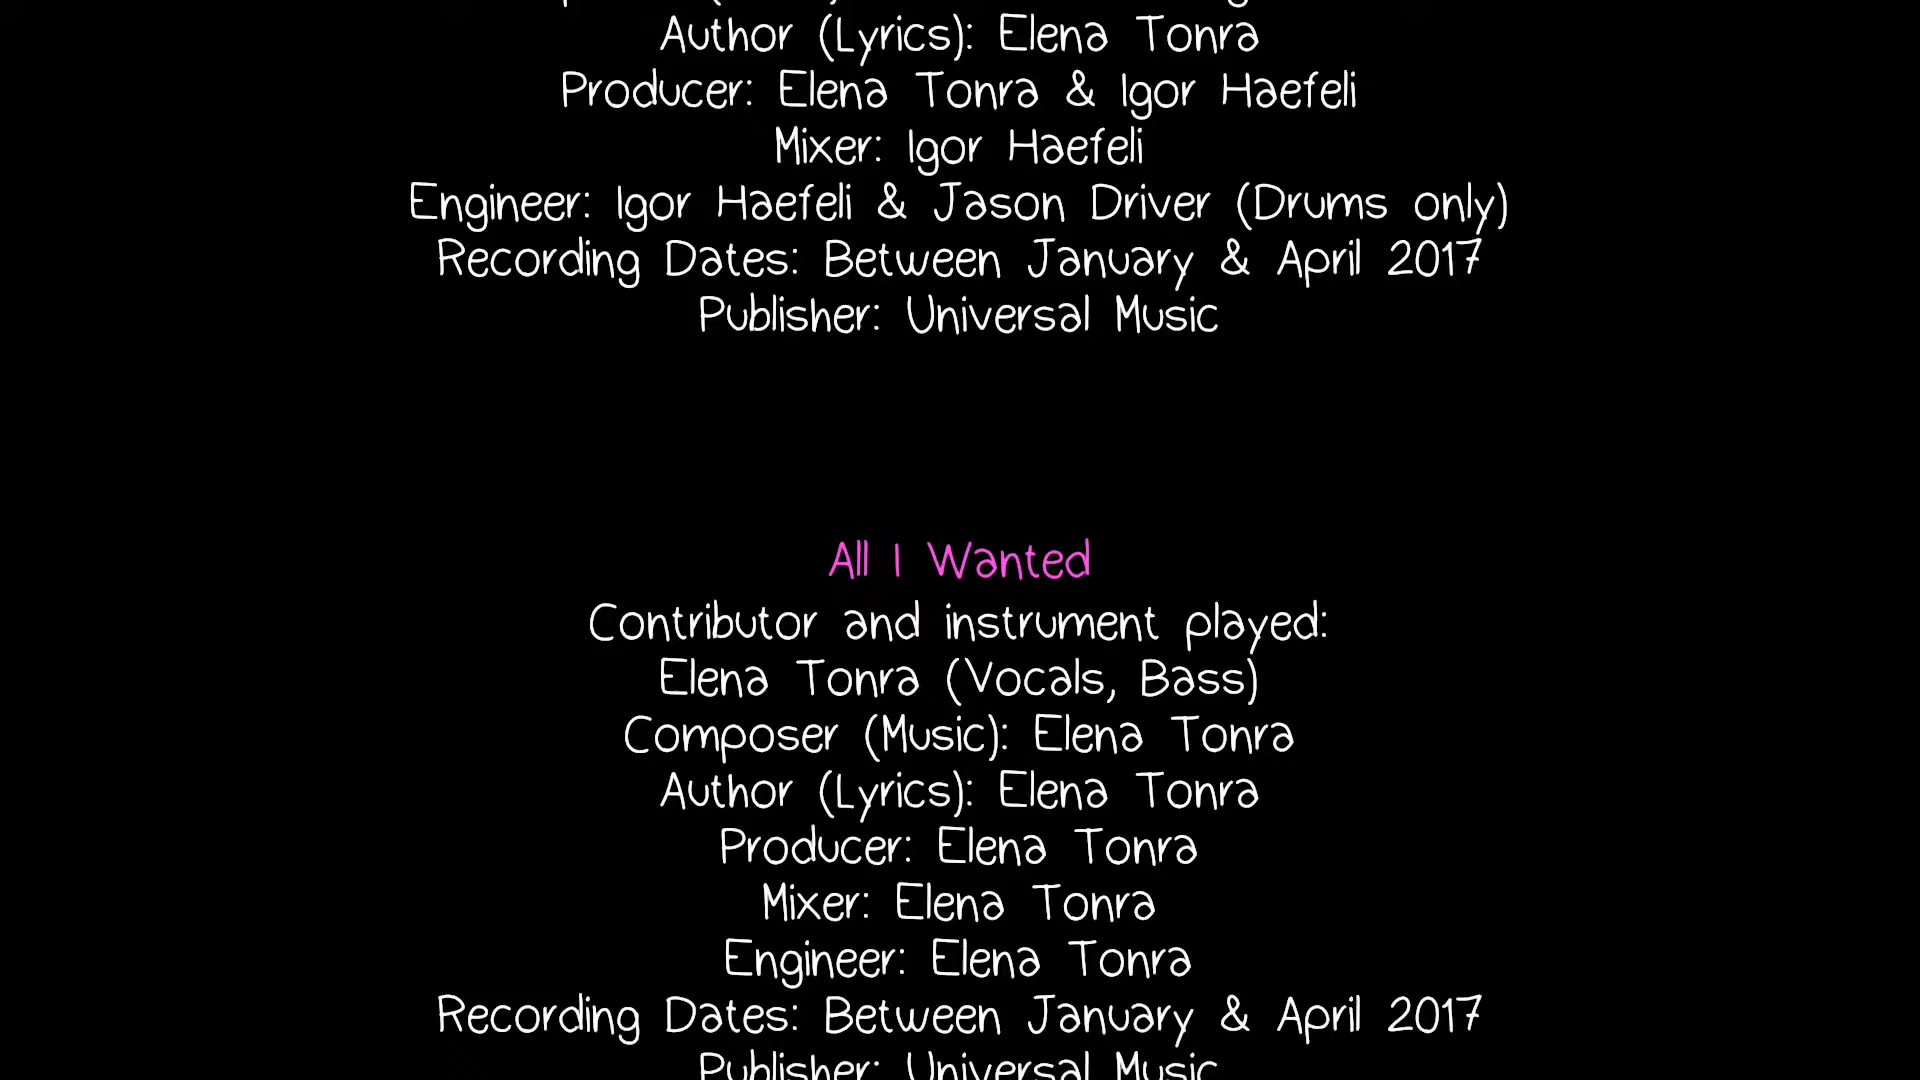 Author (Lyrics): Elena Tonra
Producer: Elena Tonra & Igor Haefeli
Mixer: Igor Haefeli
Engineer: Igor Haefeli & Jason Driver (Drums only)
Recording Dates: Between January & April 2017
Publisher: Universal Music
All I Wanted
Contributor and instrument played:
Elena Tonra (Vocals, Bass)
Composer (Music): Elena Tonra
Author (Lyrics): Elena Tonra
Producer: Elena Tonra
Mixer: Elena Tonra
Engineer: Elena Tonra
Recording Dates: Between January & April 2017
Publisher: Universal Music